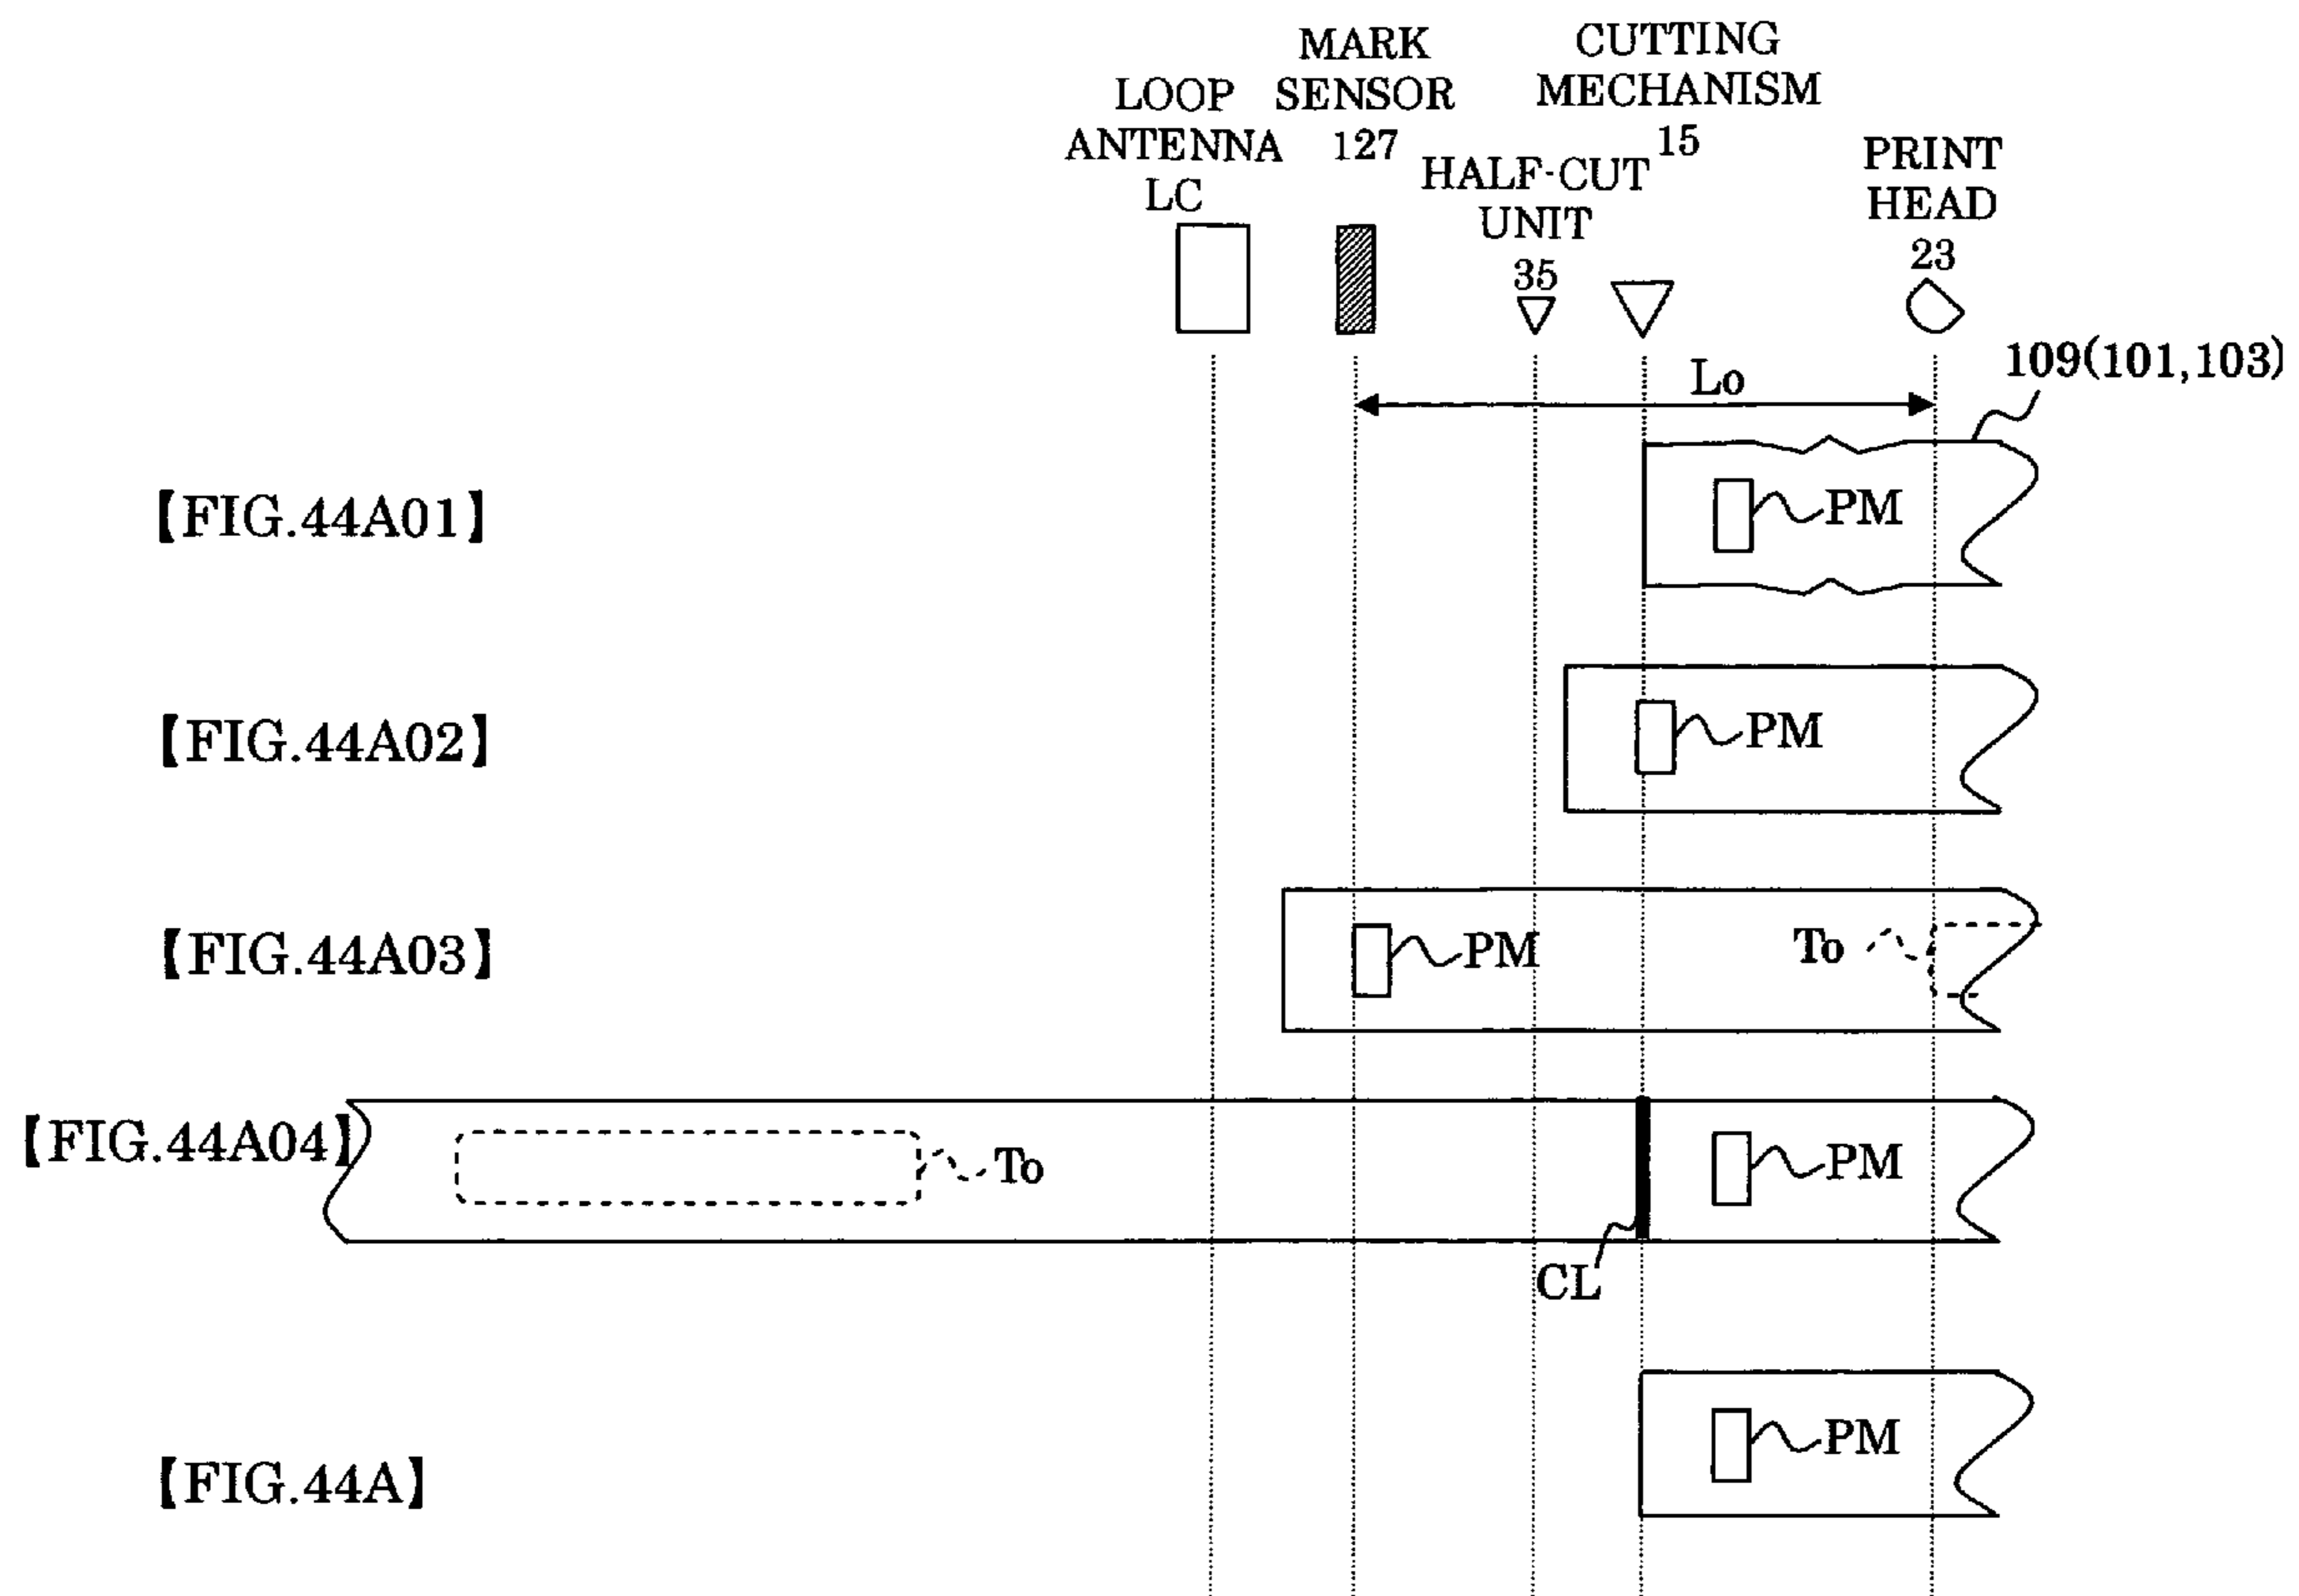 MARK
SENSOR
127
CUTTING
MECHANISM
15
LOOP
ANTENNA
LC
HALF-CUT
UNIT
35
PRINT
HEAD
23
Lo
109(101,103)
【FIG.44A01】
PM
【FIG.44A02】
PM
【FIG.44A03】
PM
To
【FIG.44A04】
To
PM
CL
【FIG.44A】
PM